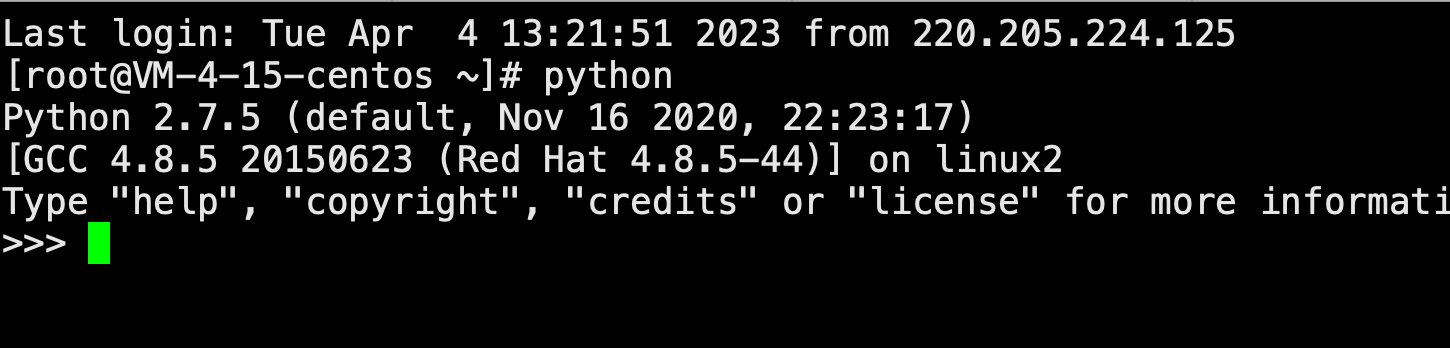 Last login: Tue Apr  4 13:21:51 2023 from 220.205.224.125
[root@VM-4-15-centos ~]# python
Python 2.7.5 (default, Nov 16 2020, 22:23:17)
[GCC 4.8.5 20150623 (Red Hat 4.8.5-44)] on linux2
Type "help", "copyright", "credits" or "license" for more informati
>>>